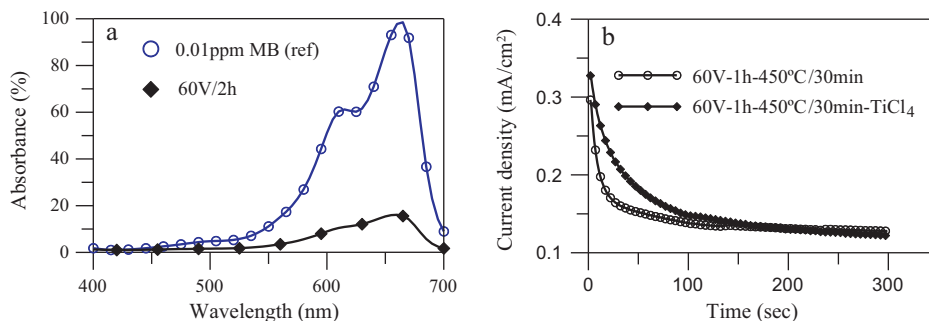 a
0.01ppm MB (ref)
60V/2h
Absorbance (%)
100
80
60
40
20
0
400
500
600
700
Wavelength (nm)
b
60V-1h-450ºC/30min
60V-1h-450ºC/30min-TiCl₄
Current density (mA/cm²)
0.4
0.3
0.2
0.1
0
100
200
300
Time (sec)